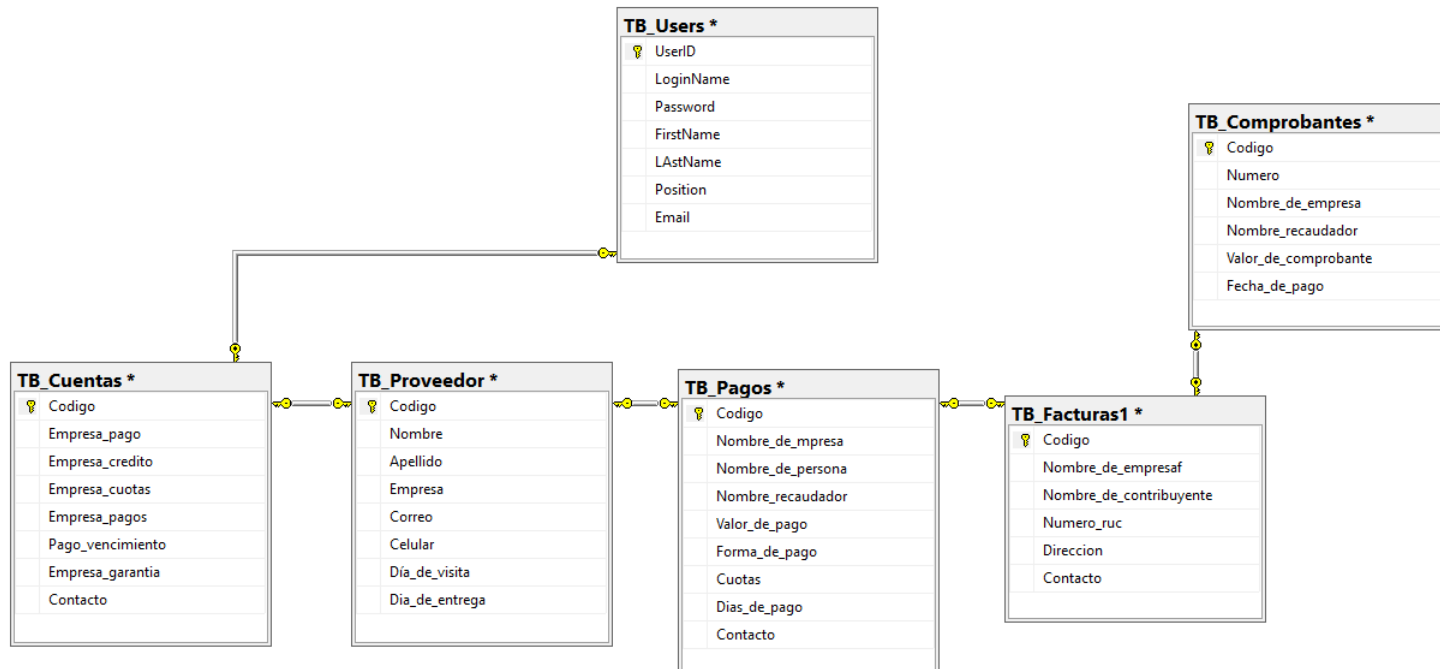 TB_Users *
UserID
LoginName
Password
FirstName
LAstName
Position
Email
TB_Comprobantes *
Codigo
Numero
Nombre_de_empresa
Nombre_recaudador
Valor_de_comprobante
Fecha_de_pago
TB_Cuentas *
Codigo
Empresa_pago
Empresa_credito
Empresa_cuotas
Empresa_pagos
Pago_vencimiento
Empresa_garantia
Contacto
TB_Proveedor *
Codigo
Nombre
Apellido
Empresa
Correo
Celular
Día_de_visita
Dia_de_entrega
TB_Pagos *
Codigo
Nombre_de_mpresa
Nombre_de_persona
Nombre_recaudador
Valor_de_pago
Forma_de_pago
Cuotas
Dias_de_pago
Contacto
TB_Facturas1 *
Codigo
Nombre_de_empresaf
Nombre_de_contribuyente
Numero_ruc
Direccion
Contacto